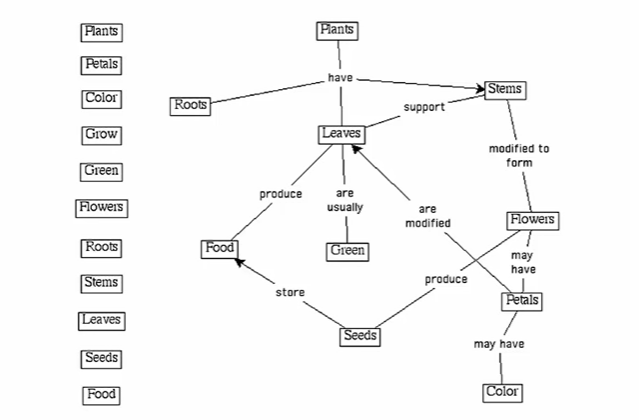 Plants
Petals
Color
Grow
Green
Flowers
Roots
Stems
Leaves
Seeds
Food
Plants
have
Roots
Stems
support
Leaves
modified to
form
produce
are
usually
are
modified
Food
Green
Flowers
may
have
store
produce
Petals
Seeds
may have
Color